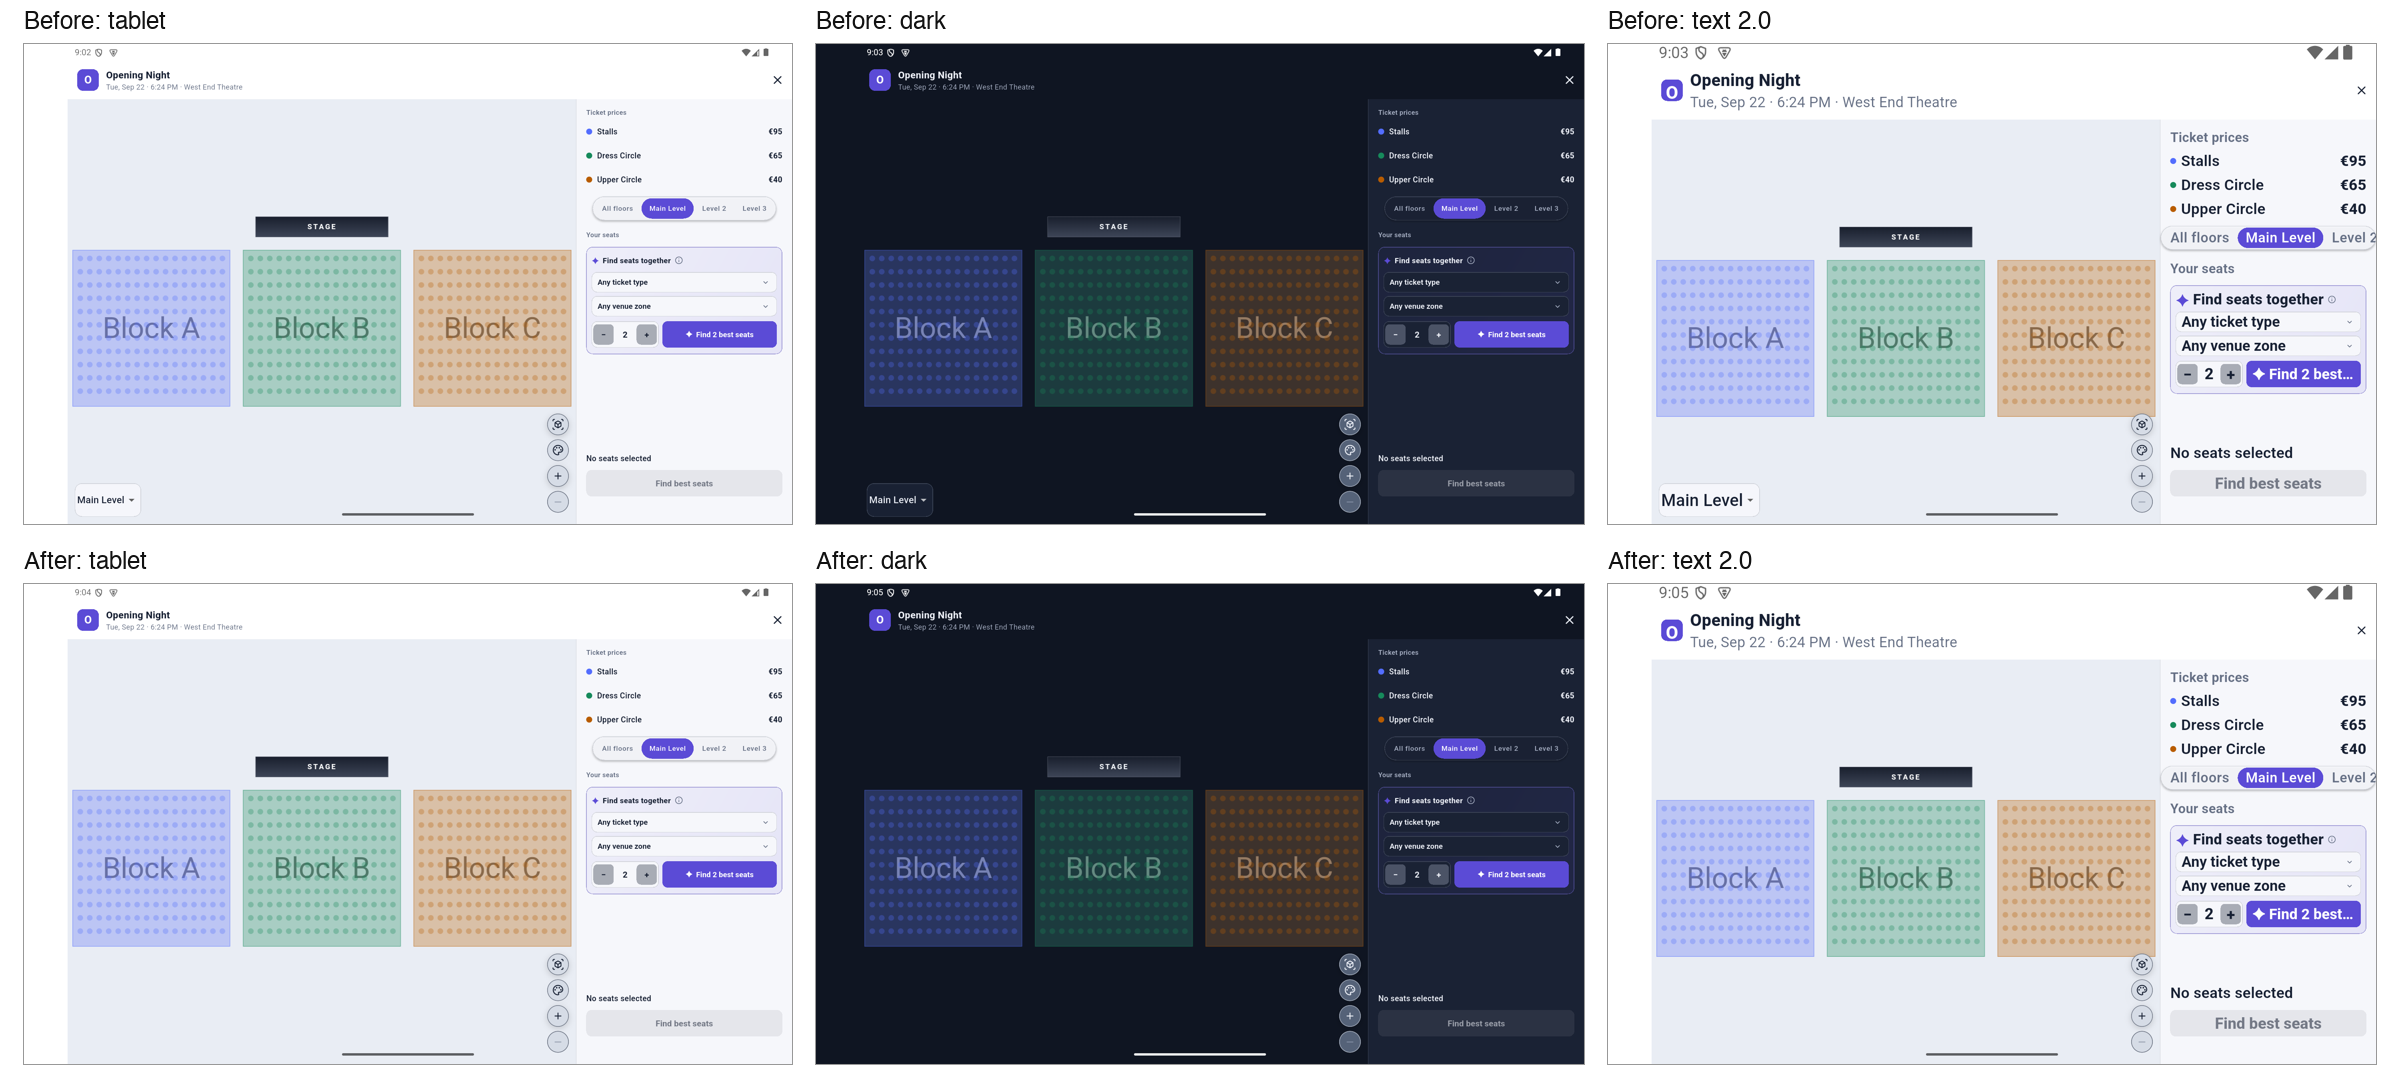 Before: tablet
9:02
O
Opening Night
Tue, Sep 22 · 6:24 PM · West End Theatre
STAGE
Block A
Block B
Block C
Main Level
Ticket prices
Stalls €95
Dress Circle €65
Upper Circle €40
All floors Main Level Level 2 Level 3
Your seats
Find seats together
Any ticket type
Any venue zone
− 2 + Find 2 best seats
No seats selected
Find best seats
Before: dark
9:03
O
Opening Night
Tue, Sep 22 · 6:24 PM · West End Theatre
STAGE
Block A
Block B
Block C
Main Level
Ticket prices
Stalls €95
Dress Circle €65
Upper Circle €40
All floors Main Level Level 2 Level 3
Your seats
Find seats together
Any ticket type
Any venue zone
− 2 + Find 2 best seats
No seats selected
Find best seats
Before: text 2.0
9:03
O
Opening Night
Tue, Sep 22 · 6:24 PM · West End Theatre
STAGE
Block A
Block B
Block C
Main Level
Ticket prices
Stalls €95
Dress Circle €65
Upper Circle €40
All floors Main Level Level 2
Your seats
Find seats together
Any ticket type
Any venue zone
− 2 + Find 2 best...
No seats selected
Find best seats
After: tablet
9:04
O
Opening Night
Tue, Sep 22 · 6:24 PM · West End Theatre
STAGE
Block A
Block B
Block C
Ticket prices
Stalls €95
Dress Circle €65
Upper Circle €40
All floors Main Level Level 2 Level 3
Your seats
Find seats together
Any ticket type
Any venue zone
− 2 + Find 2 best seats
No seats selected
Find best seats
After: dark
9:05
O
Opening Night
Tue, Sep 22 · 6:24 PM · West End Theatre
STAGE
Block A
Block B
Block C
Ticket prices
Stalls €95
Dress Circle €65
Upper Circle €40
All floors Main Level Level 2 Level 3
Your seats
Find seats together
Any ticket type
Any venue zone
− 2 + Find 2 best seats
No seats selected
Find best seats
After: text 2.0
9:05
O
Opening Night
Tue, Sep 22 · 6:24 PM · West End Theatre
STAGE
Block A
Block B
Block C
Ticket prices
Stalls €95
Dress Circle €65
Upper Circle €40
All floors Main Level Level 2
Your seats
Find seats together
Any ticket type
Any venue zone
− 2 + Find 2 best...
No seats selected
Find best seats